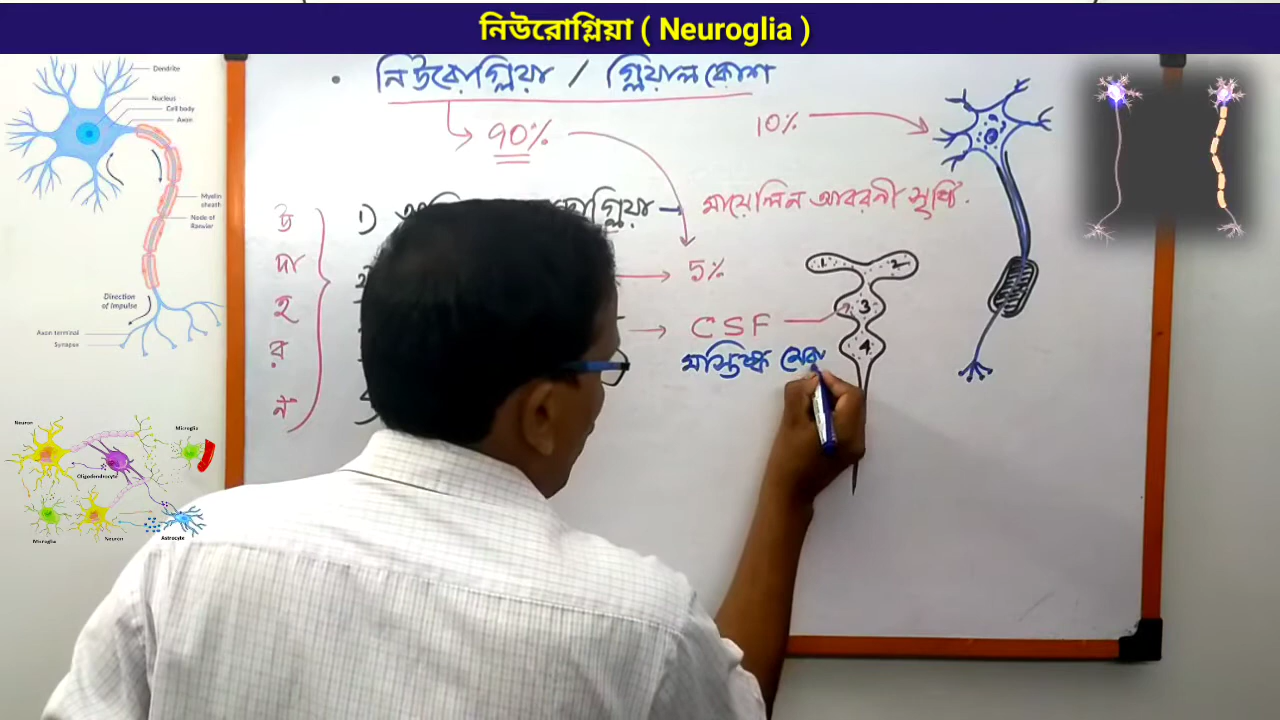 নিউরোগ্লিয়া ( Neuroglia )
নিউরোগ্লিয়া / গ্লিয়াল কোশ
90%
10%
1)
গ্লিয়া → মায়েলিন আবরনী সৃষ্টি.
→ 5%
→ CSF
মস্তিষ্ক
উ
দা
হ
র
ন
1
2
3
4
Dendrite
Nucleus
Cell body
Axon
Myelin
sheath
Node of
Ranvier
Direction
of Impulse
Axon terminal
Synapse
Neuron
Microglia
Oligodendrocyte
Microglia
Neuron
Astrocyte